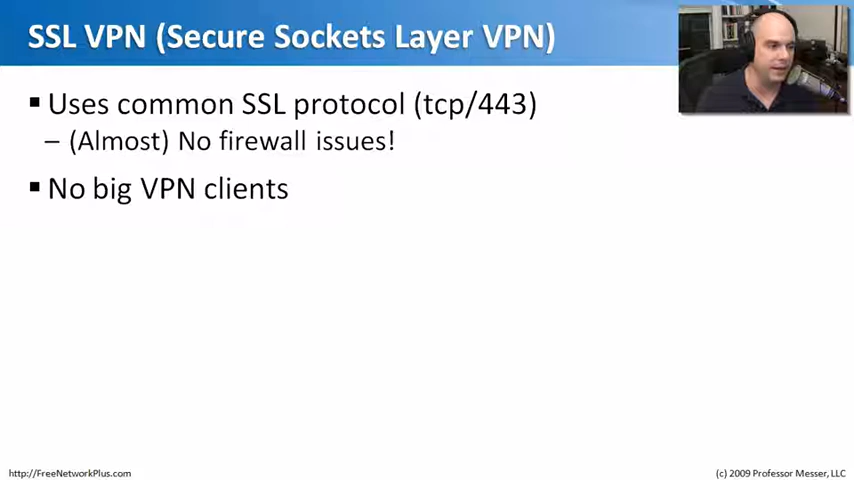 SSL VPN (Secure Sockets Layer VPN)
▪ Uses common SSL protocol (tcp/443)
– (Almost) No firewall issues!
▪ No big VPN clients
http://FreeNetworkPlus.com
(c) 2009 Professor Messer, LLC